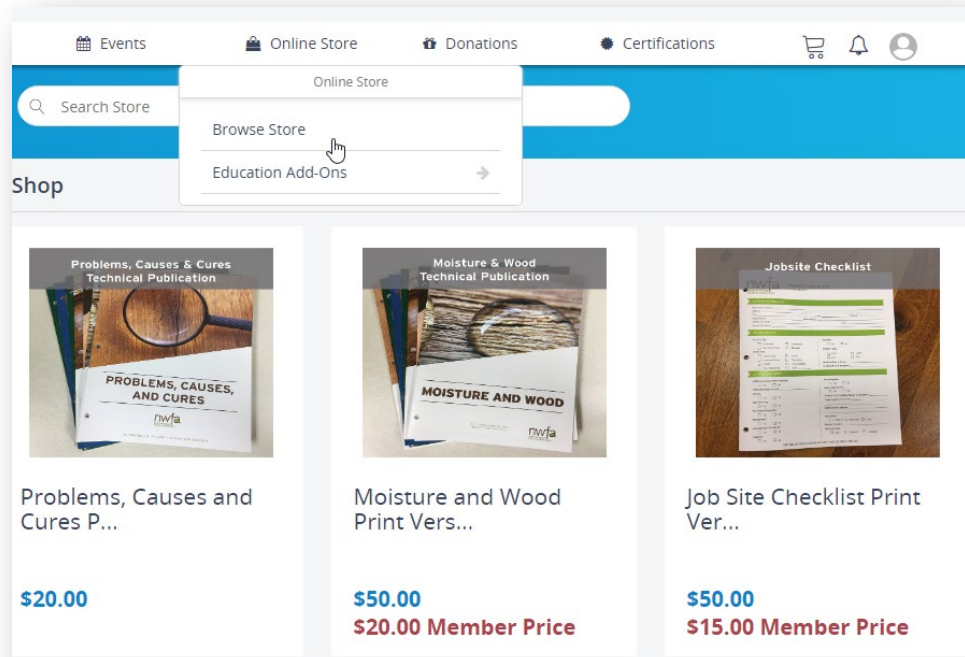 Events Online Store Donations Certifications
Online Store
Search Store
Browse Store
Education Add-Ons
Shop
Problems, Causes & Cures
Technical Publication
PROBLEMS, CAUSES,
AND CURES
nwfa
Moisture & Wood
Technical Publication
MOISTURE AND WOOD
nwfa
Jobsite Checklist
nwfa
Problems, Causes and
Cures P...
$20.00
Moisture and Wood
Print Vers...
$50.00
$20.00 Member Price
Job Site Checklist Print
Ver...
$50.00
$15.00 Member Price